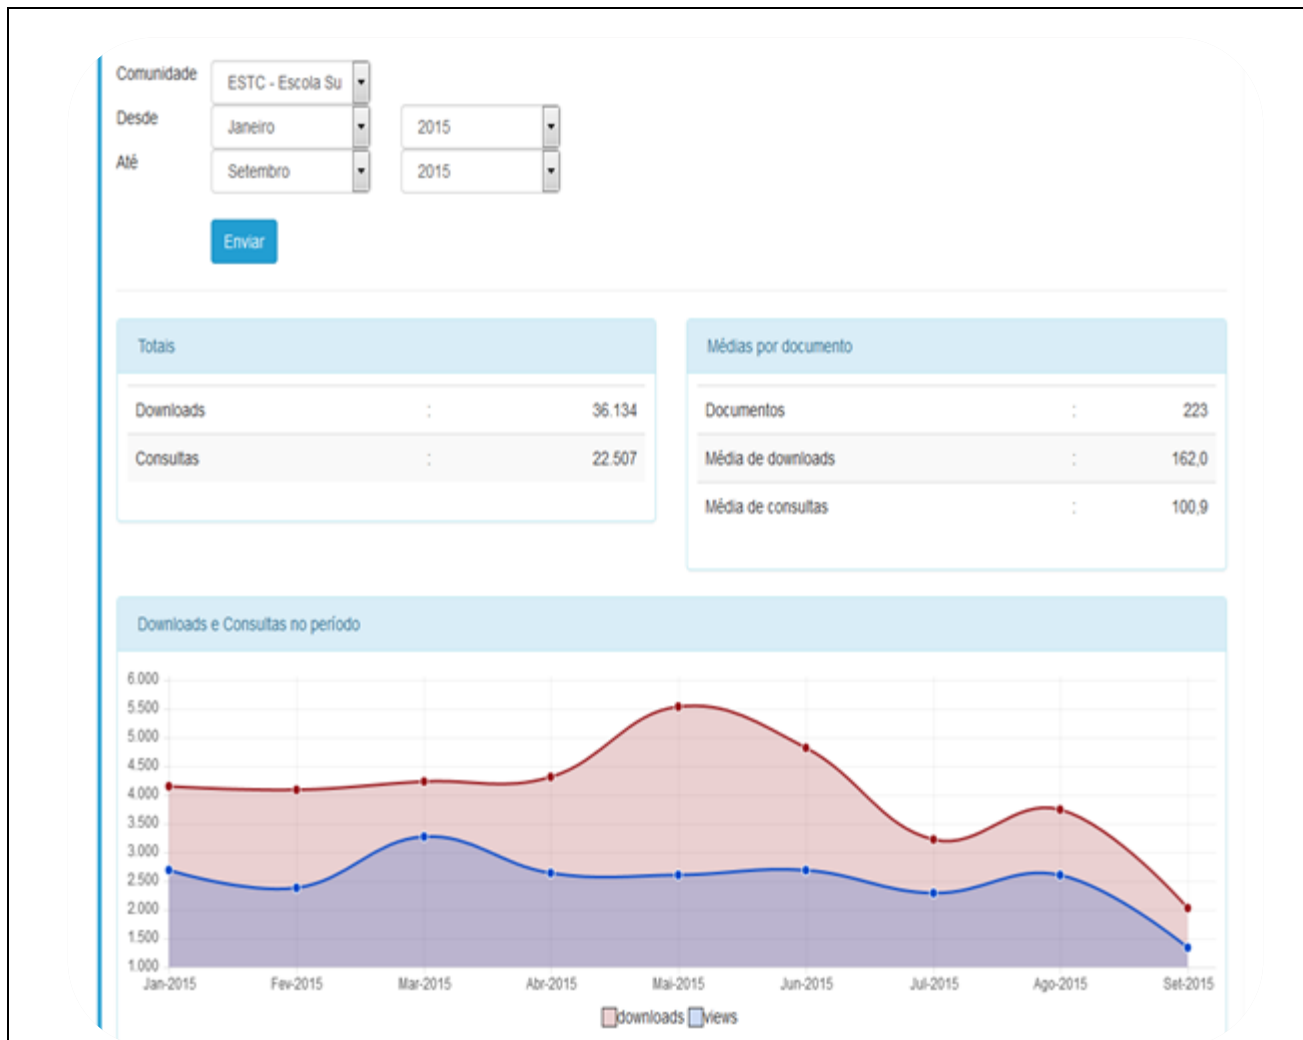 Comunidade ESTC - Escola Su
Desde Janeiro 2015
Até Setembro 2015
Enviar
Totais
Downloads : 36.134
Consultas : 22.507
Médias por documento
Documentos : 223
Média de downloads : 162,0
Média de consultas : 100,9
Downloads e Consultas no período
6.000
5.500
5.000
4.500
4.000
3.500
3.000
2.500
2.000
1.500
1.000
Jan-2015 Fev-2015 Mar-2015 Abr-2015 Mai-2015 Jun-2015 Jul-2015 Ago-2015 Set-2015
downloads views